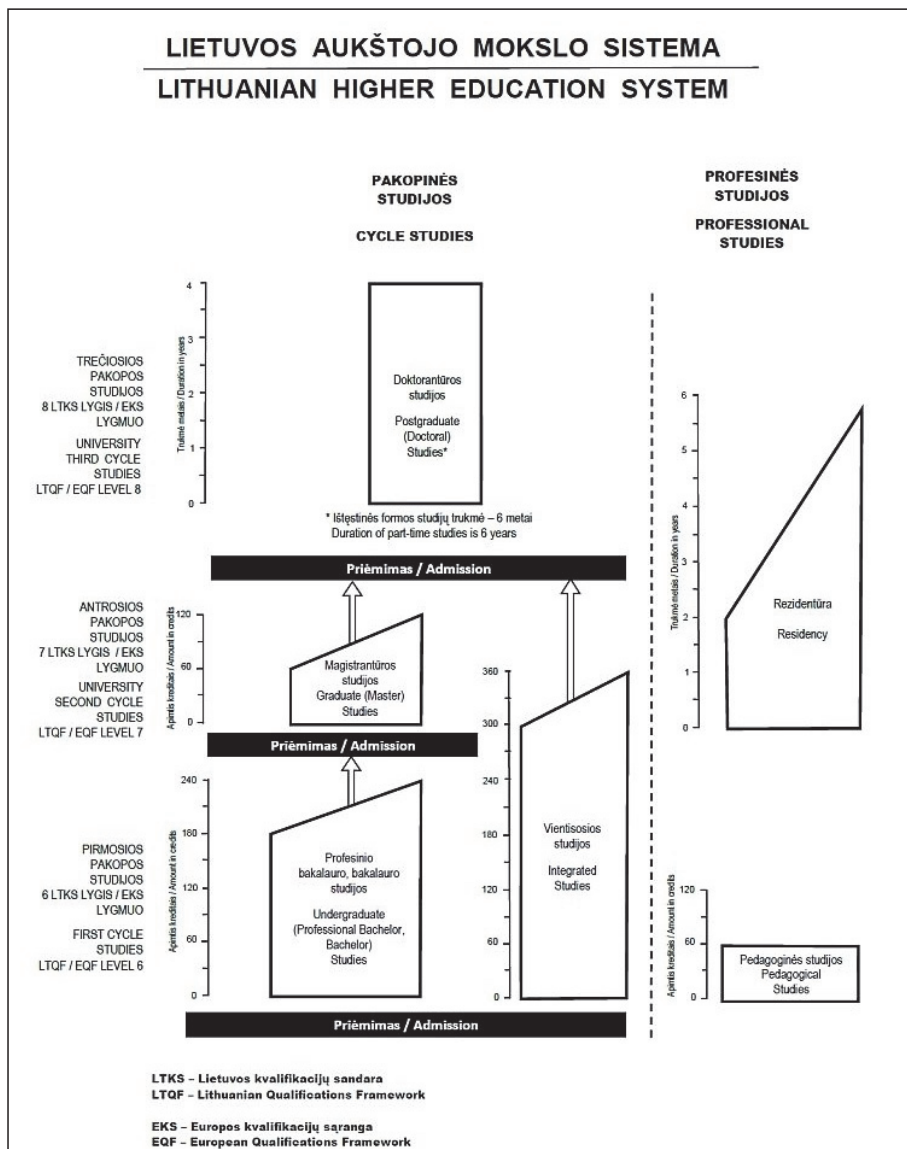 LIETUVOS AUKŠTOJO MOKSLO SISTEMA
LITHUANIAN HIGHER EDUCATION SYSTEM
PAKOPINĖS
STUDIJOS
CYCLE STUDIES
PROFESINĖS
STUDIJOS
PROFESSIONAL
STUDIES
TREČIOSIOS
PAKOPOS
STUDIJOS
8 LTKS LYGIS / EKS
LYGMUO
UNIVERSITY
THIRD CYCLE
STUDIES
LTQF / EQF LEVEL 8
Trukmė metais / Duration in years
4
3
2
1
0
Doktorantūros
studijos
Postgraduate
(Doctoral)
Studies*
* Ištęstinės formos studijų trukmė – 6 metai
Duration of part-time studies is 6 years
Priėmimas / Admission
ANTROSIOS
PAKOPOS
STUDIJOS
7 LTKS LYGIS / EKS
LYGMUO
UNIVERSITY
SECOND CYCLE
STUDIES
LTQF / EQF LEVEL 7
Apimtis kreditais / Amount in credits
120
60
0
Magistrantūros
studijos
Graduate (Master)
Studies
Priėmimas / Admission
PIRMOSIOS
PAKOPOS
STUDIJOS
6 LTKS LYGIS / EKS
LYGMUO
FIRST CYCLE
STUDIES
LTQF / EQF LEVEL 6
Apimtis kreditais / Amount in credits
240
180
120
60
0
Profesinio
bakalauro, bakalauro
studijos
Undergraduate
(Professional Bachelor,
Bachelor)
Studies
360
300
240
180
120
60
0
Vientisosios
studijos
Integrated
Studies
Priėmimas / Admission
Trukmė metais / Duration in years
6
5
4
3
2
1
0
Rezidentūra
Residency
Apimtis kreditais / Amount in credits
120
60
0
Pedagoginės studijos
Pedagogical
Studies
LTKS – Lietuvos kvalifikacijų sandara
LTQF – Lithuanian Qualifications Framework
EKS – Europos kvalifikacijų sąranga
EQF – European Qualifications Framework